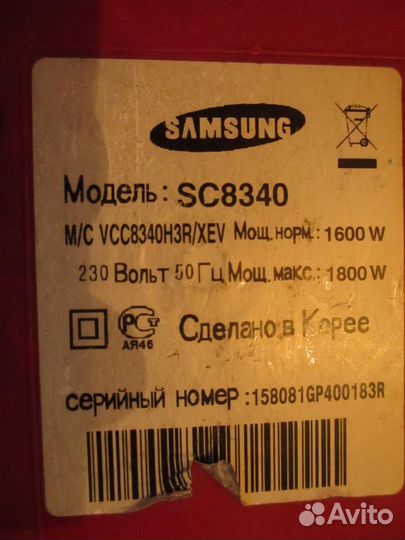 SAMSUNG
Модель: SC8340
M/C VCC8340H3R/XEV Мощ. норм.: 1600 W
230 Вольт 50 Гц Мощ. макс.: 1800 W
РСТ Сделано в Корее
АЯ46
серийный номер :158081GP400183R
Avito